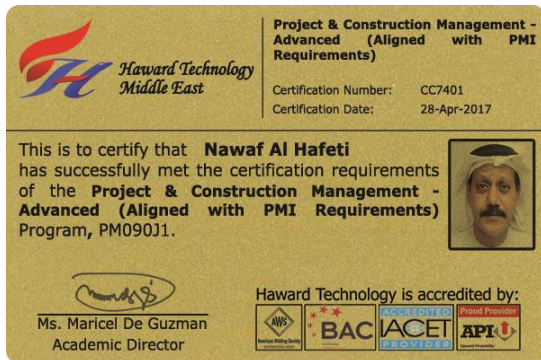 Haward Technology
Middle East
Project & Construction Management -
Advanced (Aligned with PMI
Requirements)
Certification Number: CC7401
Certification Date: 28-Apr-2017
This is to certify that Nawaf Al Hafeti
has successfully met the certification requirements
of the Project & Construction Management -
Advanced (Aligned with PMI Requirements)
Program, PM090J1.
Ms. Maricel De Guzman
Academic Director
Haward Technology is accredited by:
AWS
American Welding Society
BAC
ACCREDITED
IACET
PROVIDER
Proud Provider
API